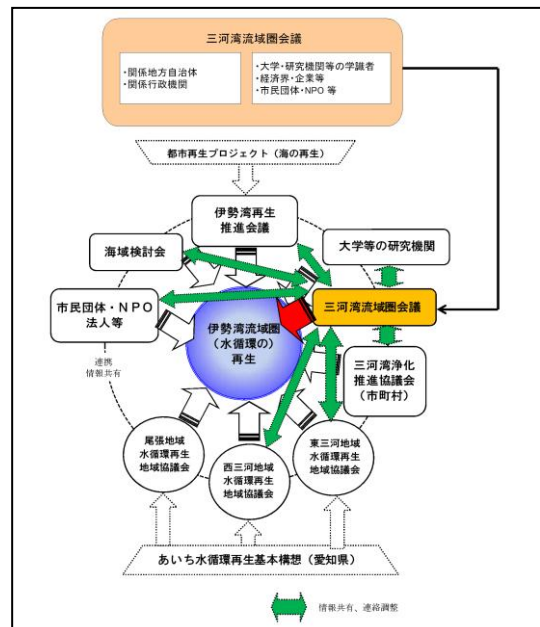 三河湾流域圏会議
・関係地方自治体
・関係行政機関
・大学・研究機関等の学識者
・経済界・企業等
・市民団体・NPO 等
都市再生プロジェクト（海の再生）
伊勢湾再生
推進会議
海域検討会
大学等の研究機関
市民団体・NPO
法人等
三河湾流域圏会議
伊勢湾流域圏
（水循環の）
再生
連携
情報共有
三河湾浄化
推進協議会
（市町村）
尾張地域
水循環再生
地域協議会
西三河地域
水循環再生
地域協議会
東三河地域
水循環再生
地域協議会
あいち水循環再生基本構想（愛知県）
情報共有、連絡調整